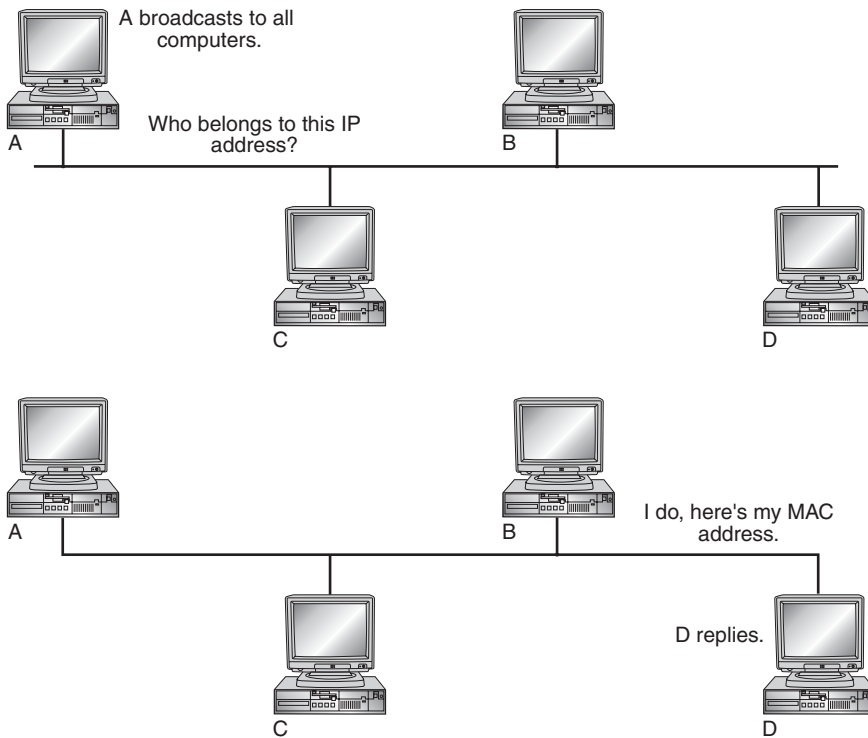 A broadcasts to all
computers.
A
Who belongs to this IP
address?
B
C
D
A
B
I do, here's my MAC
address.
D replies.
C
D